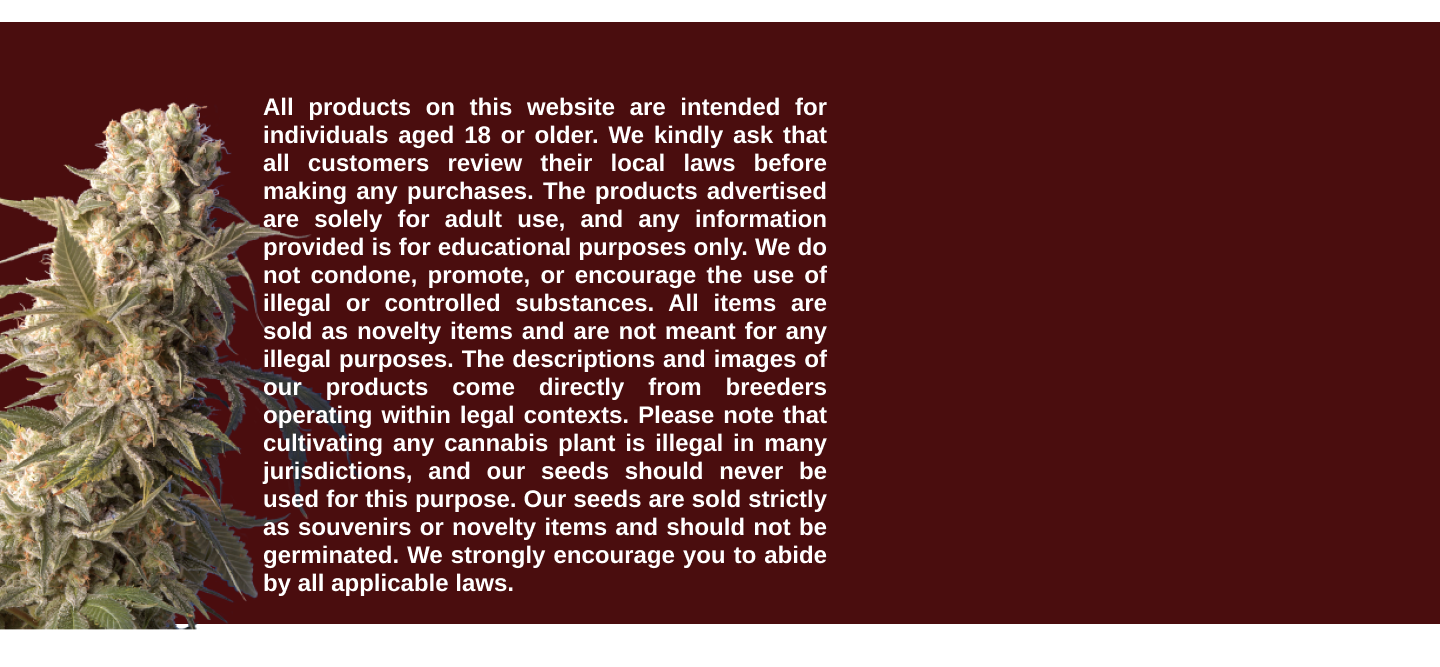 All products on this website are intended for
individuals aged 18 or older. We kindly ask that
all customers review their local laws before
making any purchases. The products advertised
are solely for adult use, and any information
provided is for educational purposes only. We do
not condone, promote, or encourage the use of
illegal or controlled substances. All items are
sold as novelty items and are not meant for any
illegal purposes. The descriptions and images of
our products come directly from breeders
operating within legal contexts. Please note that
cultivating any cannabis plant is illegal in many
jurisdictions, and our seeds should never be
used for this purpose. Our seeds are sold strictly
as souvenirs or novelty items and should not be
germinated. We strongly encourage you to abide
by all applicable laws.